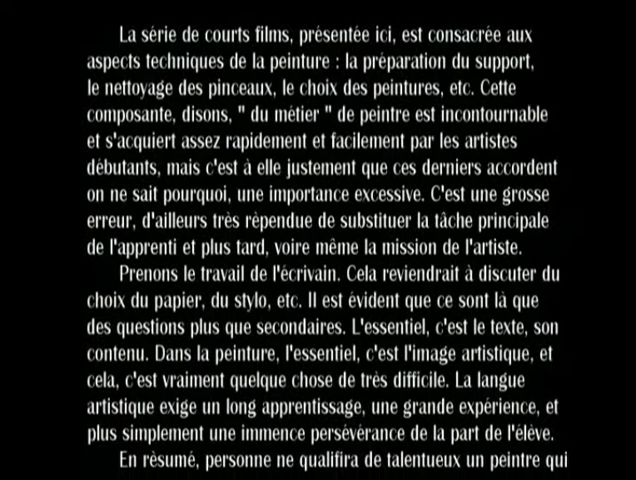 La série de courts films, présentée ici, est consacrée aux
aspects techniques de la peinture : la préparation du support,
le nettoyage des pinceaux, le choix des peintures, etc. Cette
composante, disons, " du métier " de peintre est incontournable
et s'acquiert assez rapidement et facilement par les artistes
débutants, mais c'est à elle justement que ces derniers accordent
on ne sait pourquoi, une importance excessive. C'est une grosse
erreur, d'ailleurs très rèpendue de substituer la tâche principale
de l'apprenti et plus tard, voire même la mission de l'artiste.
Prenons le travail de l'écrivain. Cela reviendrait à discuter du
choix du papier, du stylo, etc. Il est évident que ce sont là que
des questions plus que secondaires. L'essentiel, c'est le texte, son
contenu. Dans la peinture, l'essentiel, c'est l'image artistique, et
cela, c'est vraiment quelque chose de très difficile. La langue
artistique exige un long apprentissage, une grande expérience, et
plus simplement une immence persévérance de la part de l'élève.
En rèsumé, personne ne qualifira de talentueux un peintre qui